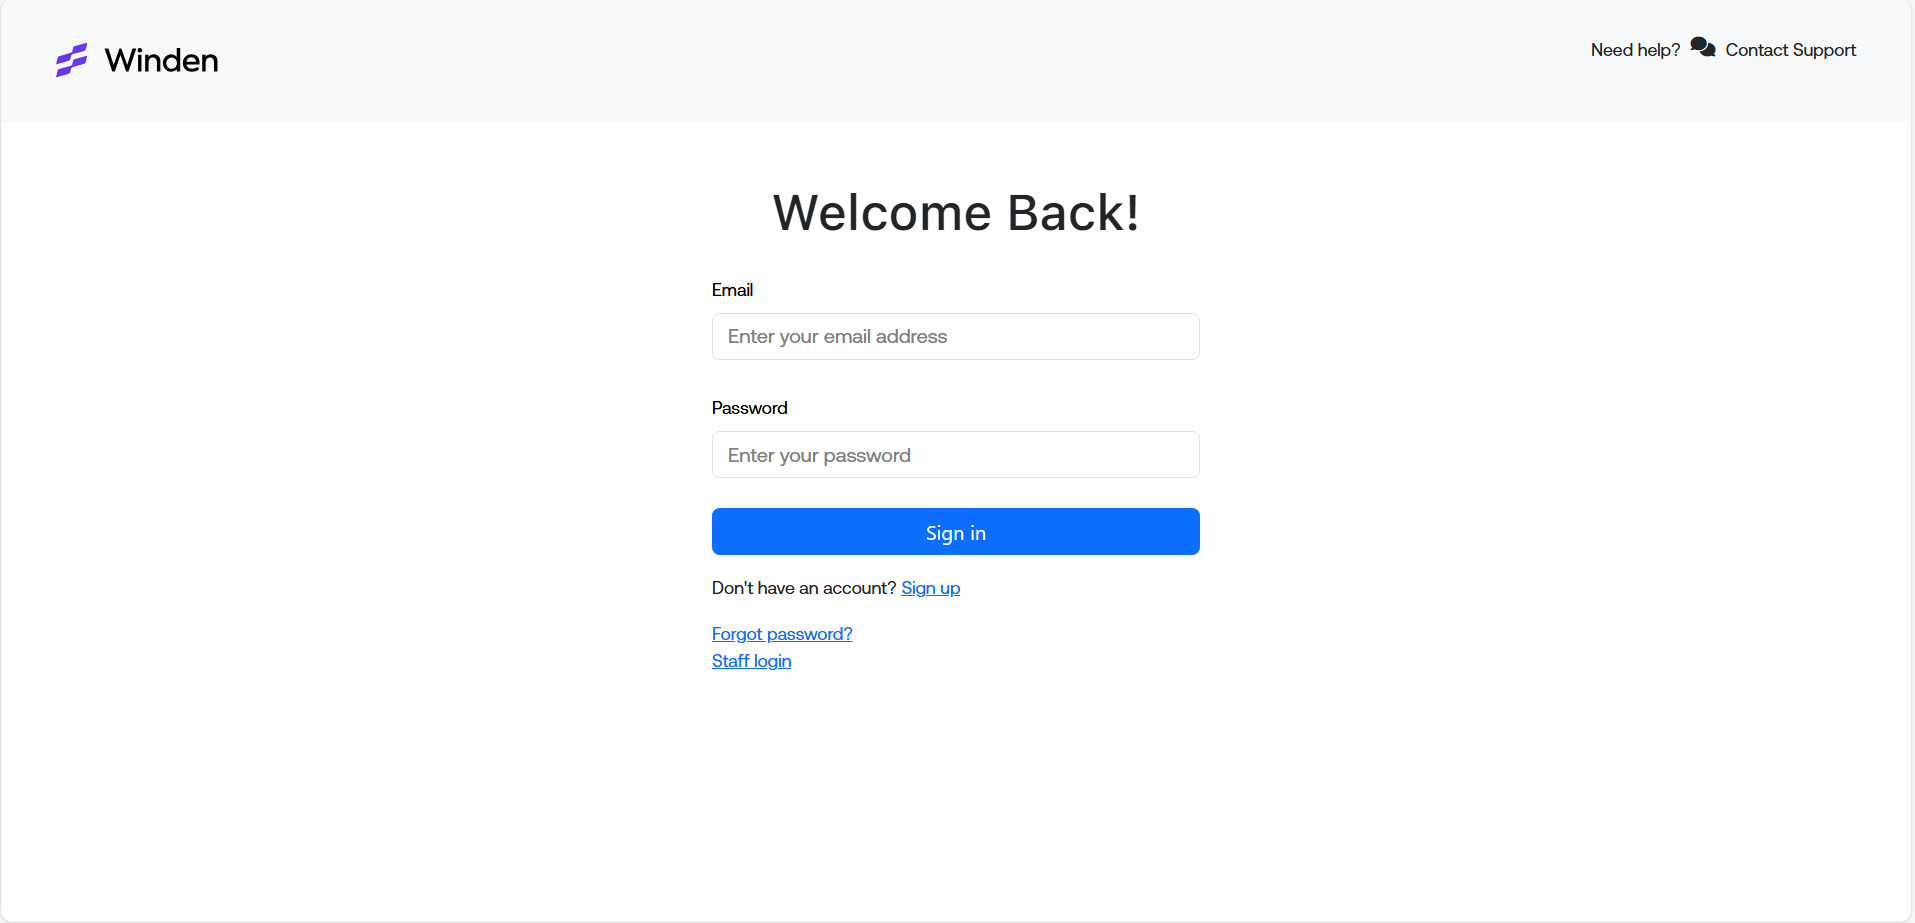 Winden
Need help? Contact Support
Welcome Back!
Email
Enter your email address
Password
Enter your password
Sign in
Don't have an account? Sign up
Forgot password?
Staff login